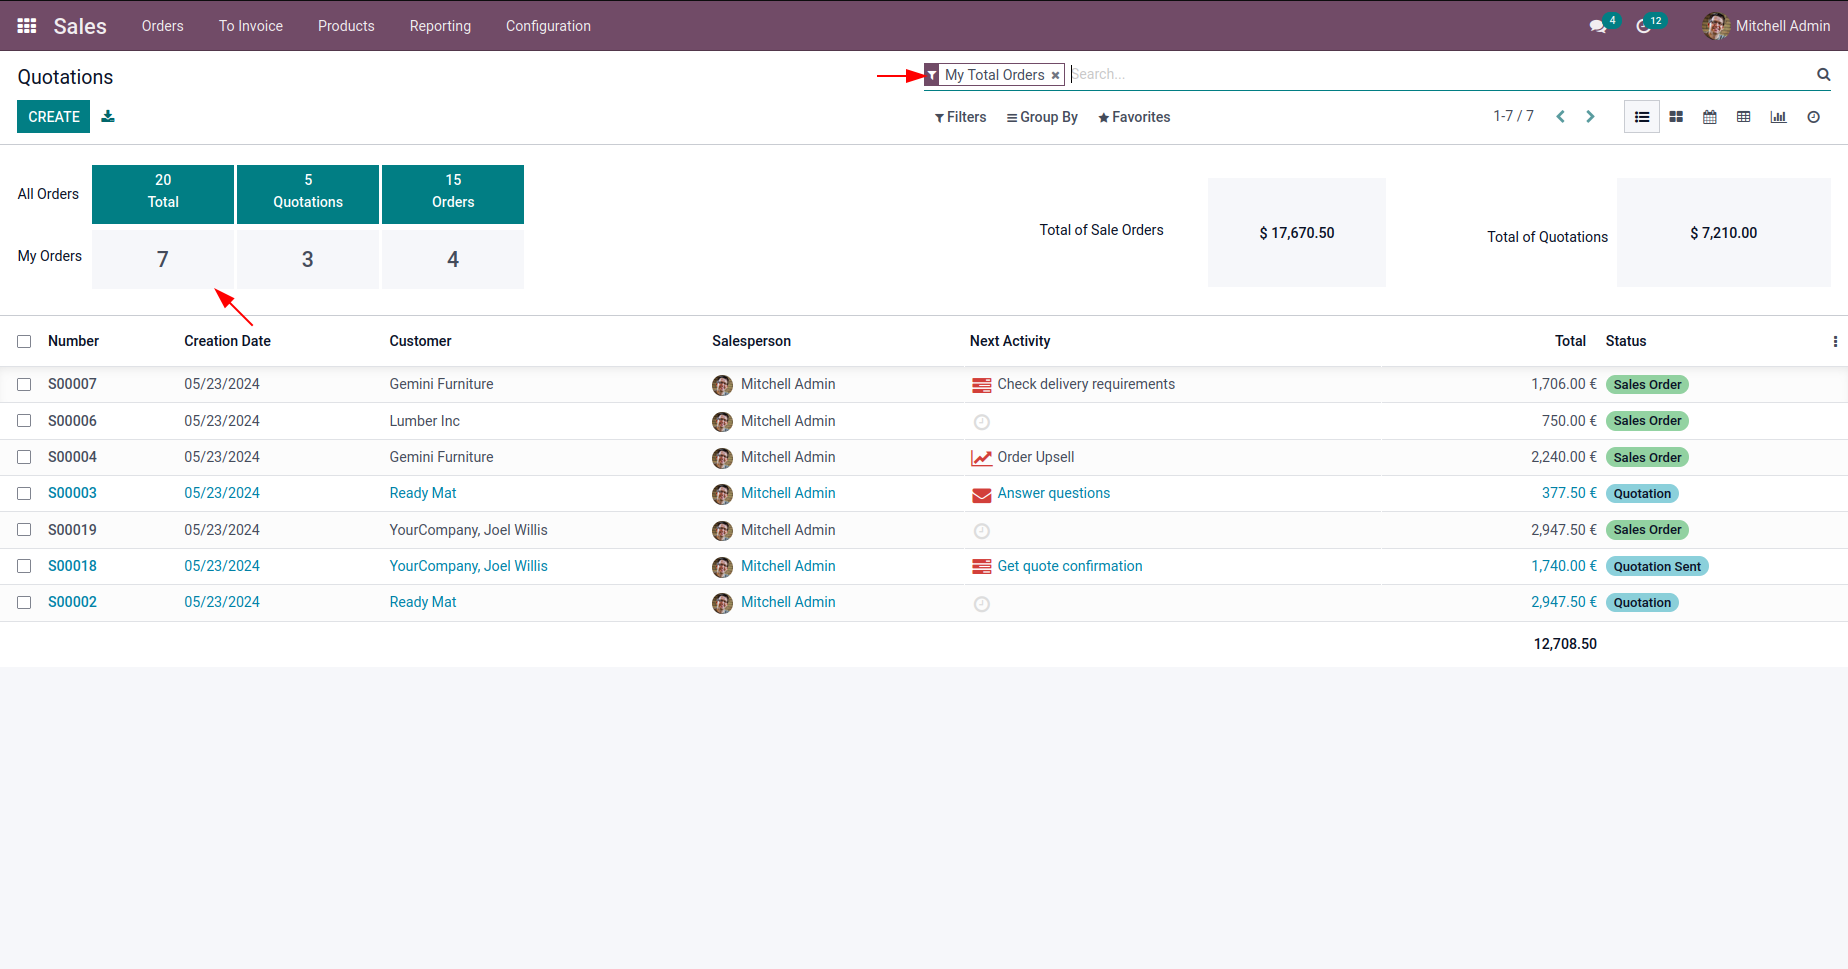 Sales Orders To Invoice Products Reporting Configuration 4 12 Mitchell Admin
Quotations My Total Orders × Search...
CREATE Filters Group By Favorites 1-7 / 7
All Orders 20 Total 5 Quotations 15 Orders
My Orders 7 3 4
Total of Sale Orders $ 17,670.50 Total of Quotations $ 7,210.00
Number Creation Date Customer Salesperson Next Activity Total Status
S00007 05/23/2024 Gemini Furniture Mitchell Admin Check delivery requirements 1,706.00 € Sales Order
S00006 05/23/2024 Lumber Inc Mitchell Admin 750.00 € Sales Order
S00004 05/23/2024 Gemini Furniture Mitchell Admin Order Upsell 2,240.00 € Sales Order
S00003 05/23/2024 Ready Mat Mitchell Admin Answer questions 377.50 € Quotation
S00019 05/23/2024 YourCompany, Joel Willis Mitchell Admin 2,947.50 € Sales Order
S00018 05/23/2024 YourCompany, Joel Willis Mitchell Admin Get quote confirmation 1,740.00 € Quotation Sent
S00002 05/23/2024 Ready Mat Mitchell Admin 2,947.50 € Quotation
12,708.50